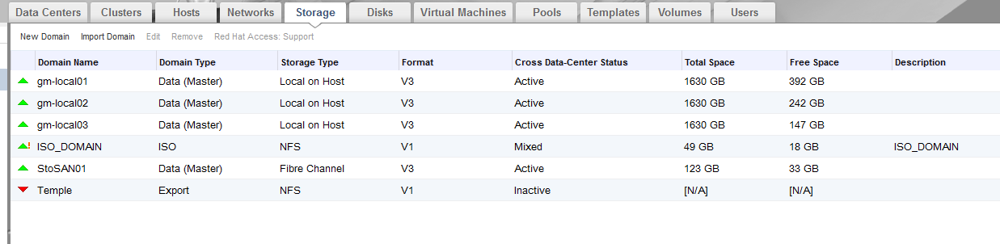 Data Centers Clusters Hosts Networks Storage Disks Virtual Machines Pools Templates Volumes Users
New Domain Import Domain Edit Remove Red Hat Access: Support
Domain Name Domain Type Storage Type Format Cross Data-Center Status Total Space Free Space Description
gm-local01 Data (Master) Local on Host V3 Active 1630 GB 392 GB
gm-local02 Data (Master) Local on Host V3 Active 1630 GB 242 GB
gm-local03 Data (Master) Local on Host V3 Active 1630 GB 147 GB
ISO_DOMAIN ISO NFS V1 Mixed 49 GB 18 GB ISO_DOMAIN
StoSAN01 Data (Master) Fibre Channel V3 Active 123 GB 33 GB
Temple Export NFS V1 Inactive [N/A] [N/A]